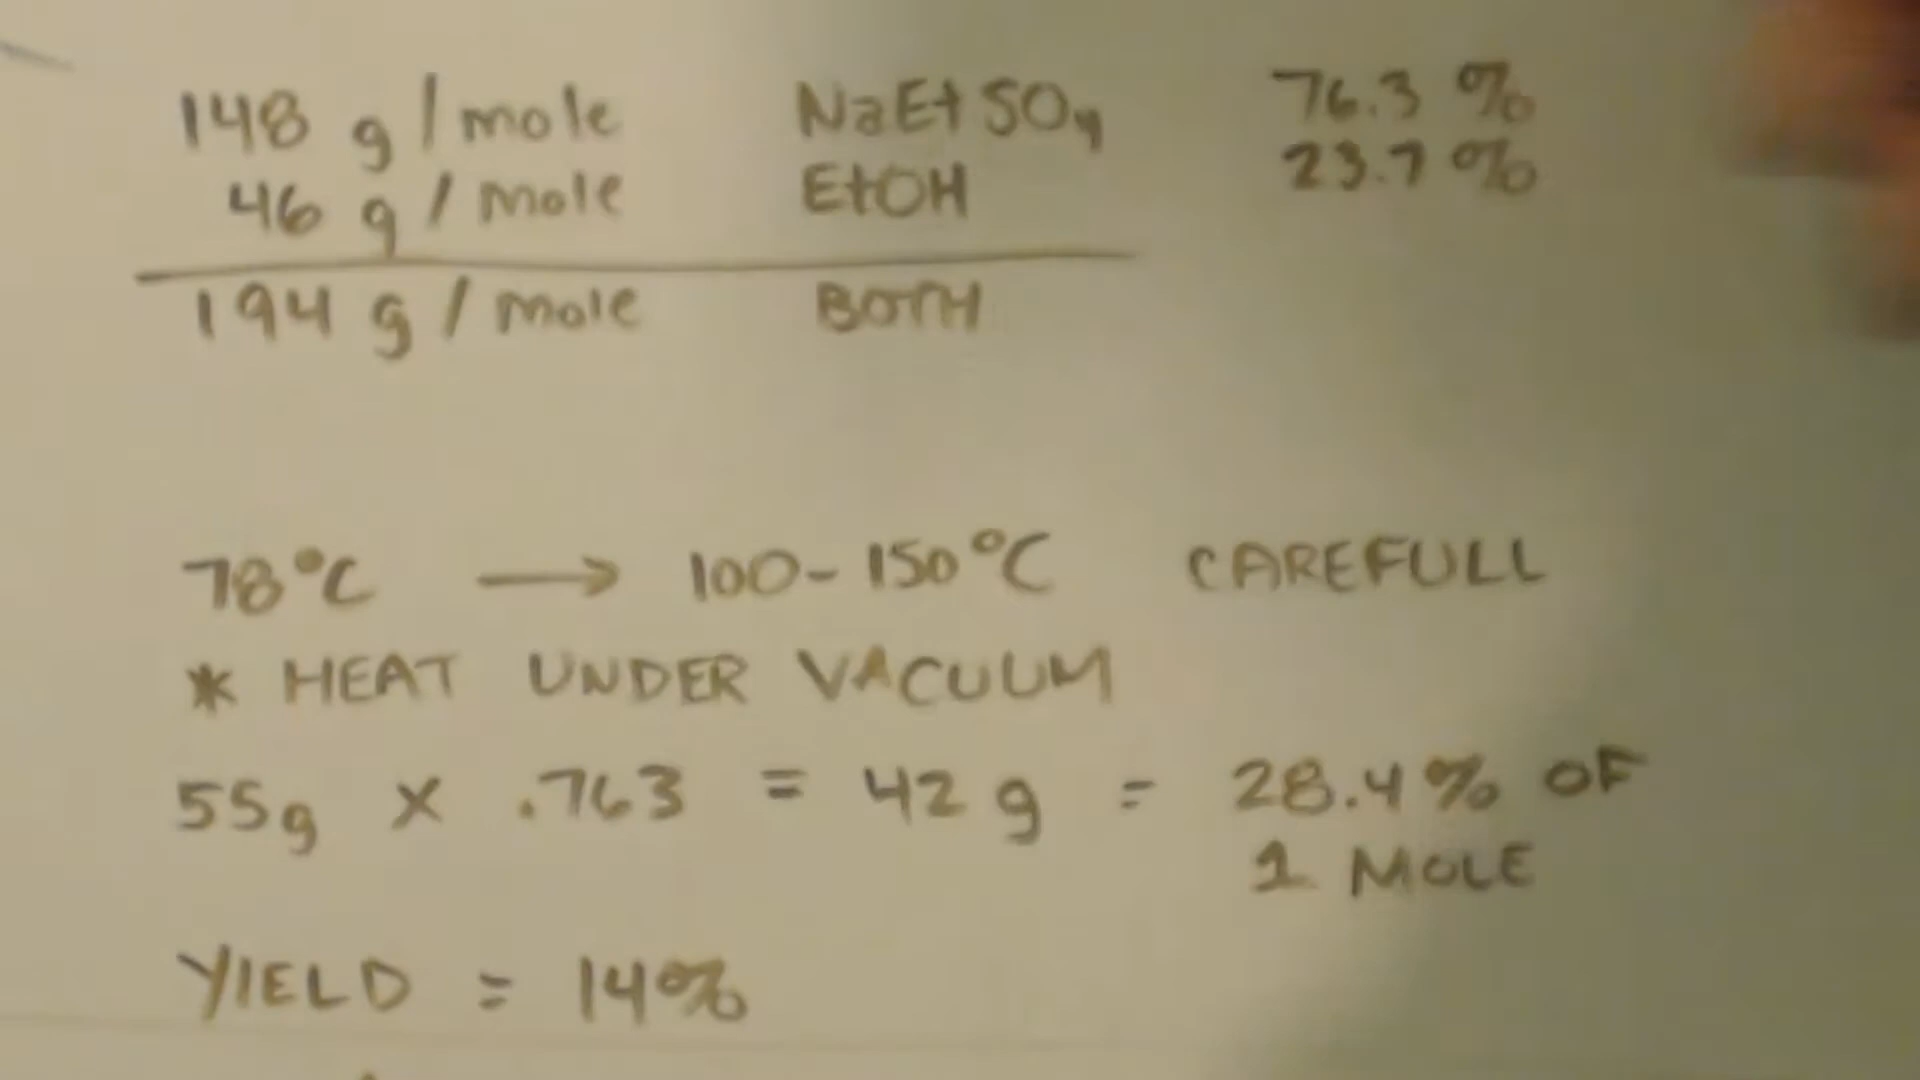 148 g / mole NaEtSO4 76.3 %
46 g / mole EtOH 23.7 %
194 g / mole BOTH
78°C → 100-150°C CAREFULL
* HEAT UNDER VACUUM
55g x .763 = 42 g = 28.4% OF
1 MOLE
YIELD = 14%